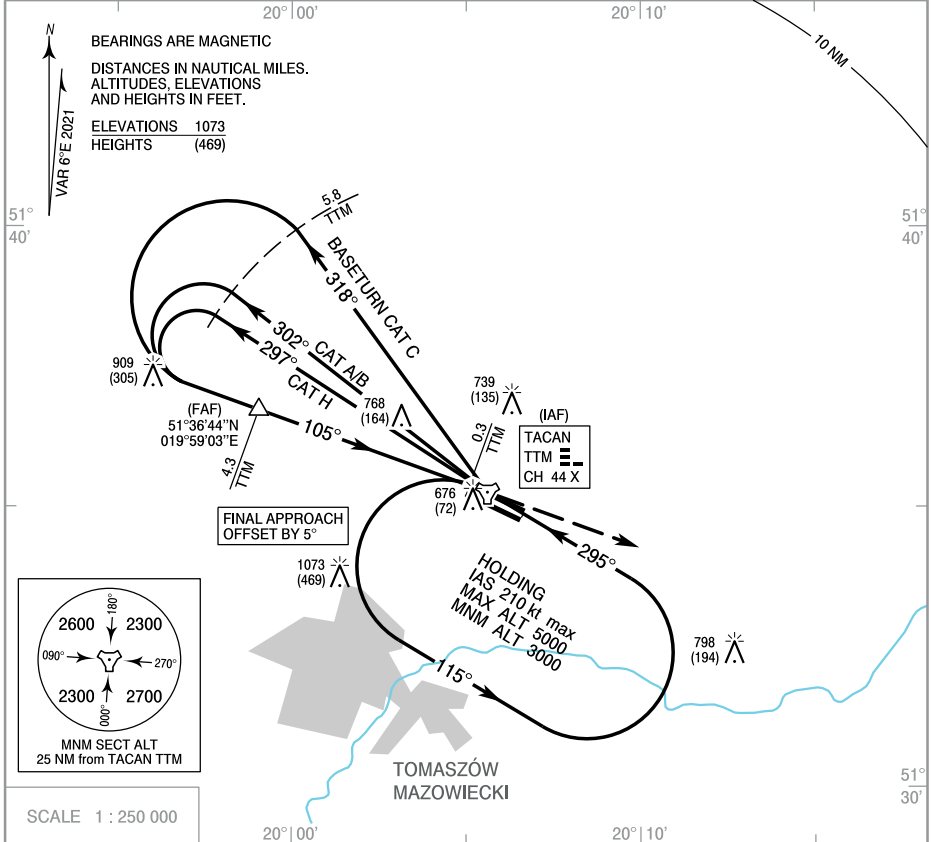 20° 00'
20° 10'
10 NM
N
VAR 6°E 2021
BEARINGS ARE MAGNETIC
DISTANCES IN NAUTICAL MILES.
ALTITUDES, ELEVATIONS
AND HEIGHTS IN FEET.
ELEVATIONS 1073
HEIGHTS (469)
51°
40'
51°
40'
5.8
TTM
BASETURN CAT C
318°
302° CAT A/B
297°
CAT H
909
(305)
(FAF)
51°36'44"N
019°59'03"E
105°
768
(164)
739
(135)
0.3
TTM
(IAF)
TACAN
TTM
CH 44 X
4.3
TTM
676
(72)
FINAL APPROACH
OFFSET BY 5°
295°
1073
(469)
HOLDING
IAS 210 kt max
MAX ALT 5000
MNM ALT 3000
798
(194)
115°
2600
180°
2300
090°
270°
2300
000°
2700
MNM SECT ALT
25 NM from TACAN TTM
TOMASZÓW
MAZOWIECKI
51°
30'
SCALE 1 : 250 000
20° 00'
20° 10'